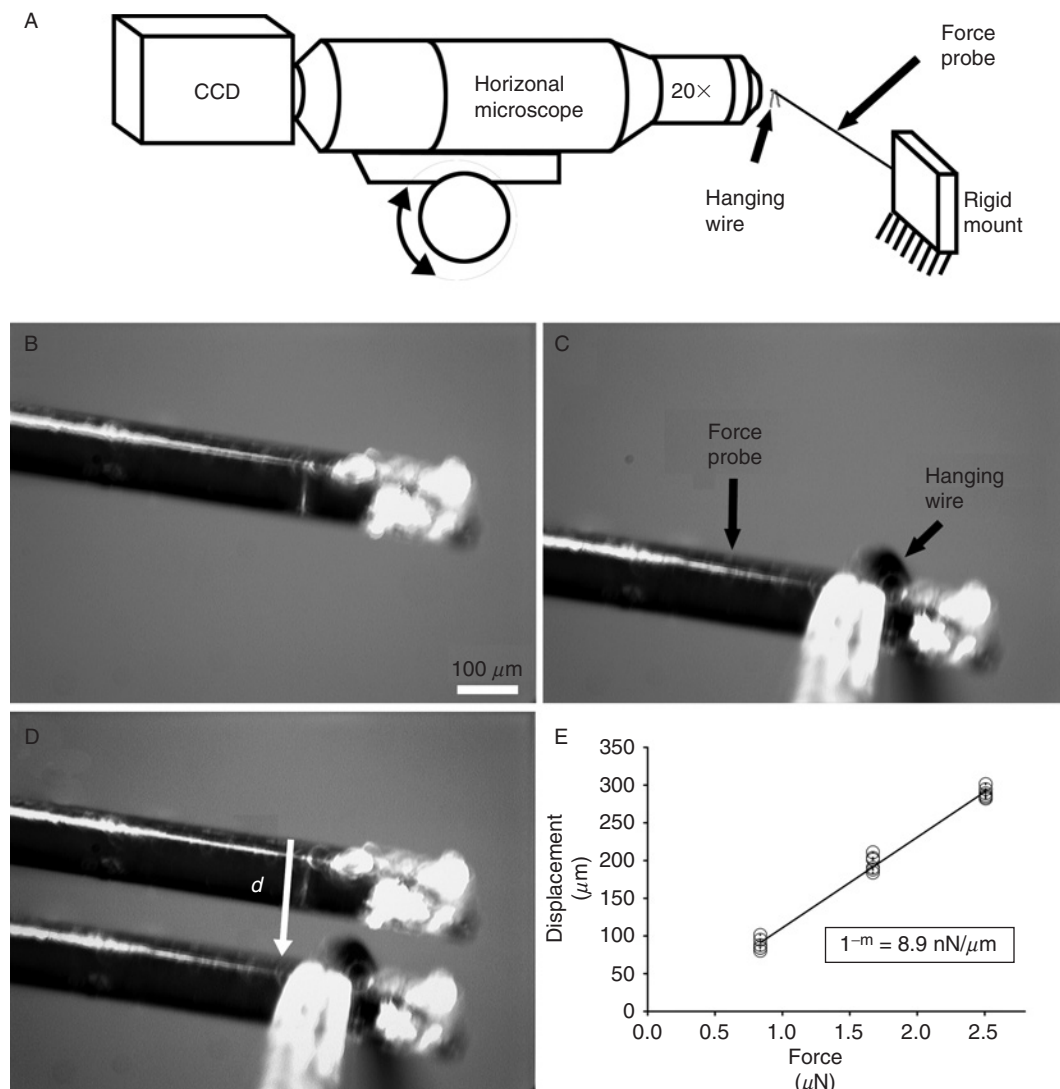 A
CCD
Horizonal
microscope
20×
Force
probe
Hanging
wire
Rigid
mount
B
100 μm
C
Force
probe
Hanging
wire
D
d
E
350
300
250
200
150
100
50
0
Displacement
(μm)
1⁻ᵐ = 8.9 nN/μm
0.0
0.5
1.0
1.5
2.0
2.5
Force
(μN)